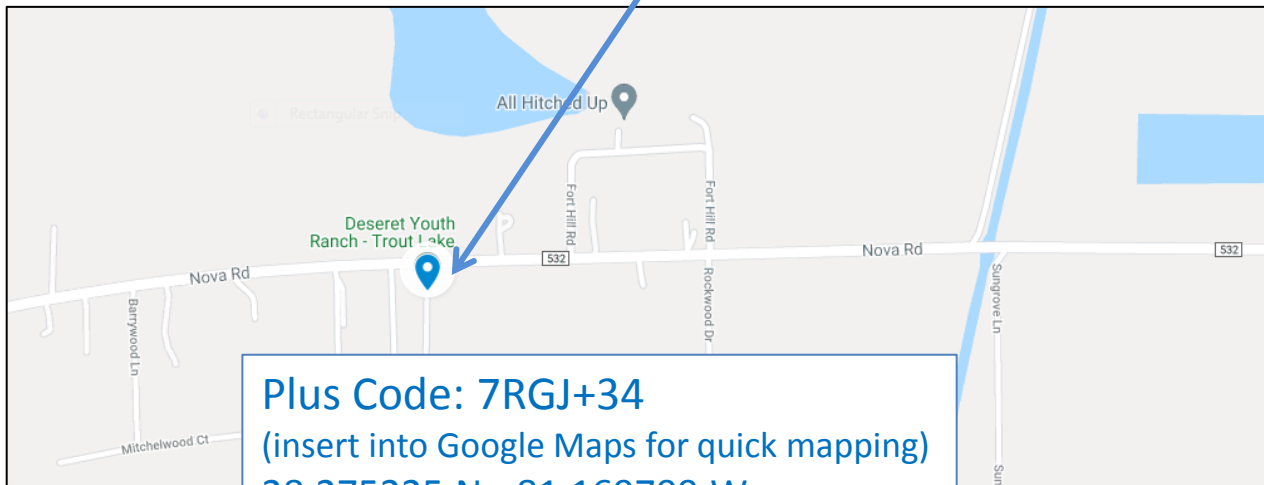 All Hitched Up
Rectangular Snip
Fort Hill Rd
Fort Hill Rd
Deseret Youth
Ranch - Trout Lake
532
Nova Rd
532
Nova Rd
Sungrove Ln
Rockwood Dr
Barrywood Ln
Mitchelwood Ct
Plus Code: 7RGJ+34
(insert into Google Maps for quick mapping)